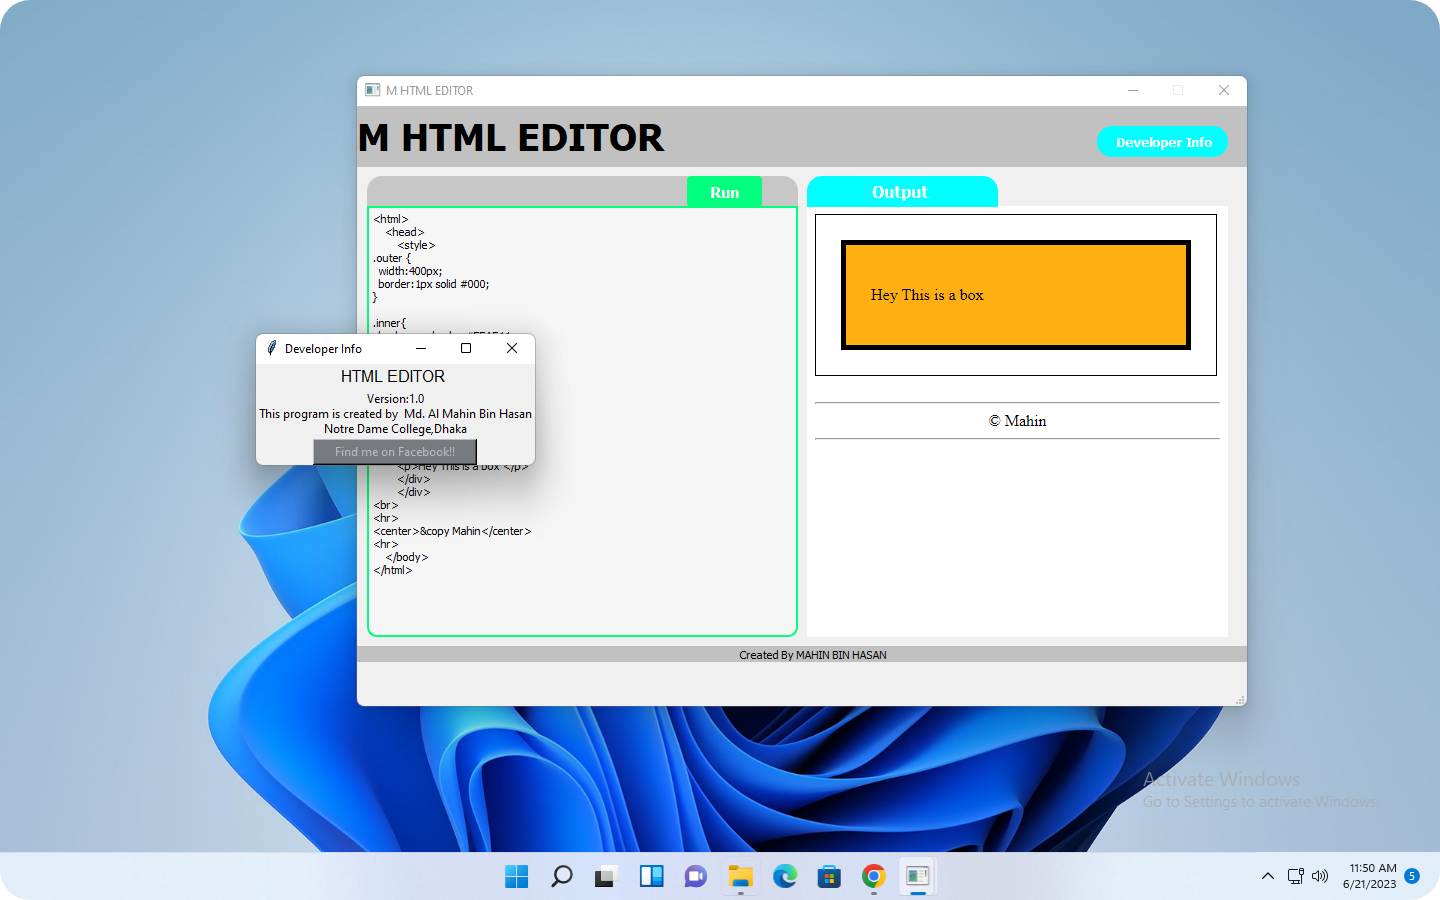 M HTML EDITOR
M HTML EDITOR
Developer Info
Run
Output
<html>
<head>
<style>
.outer {
width:400px;
border:1px solid #000;
}
.inner{
Hey This is a box
© Mahin
Developer Info
HTML EDITOR
Version:1.0
This program is created by Md. Al Mahin Bin Hasan
Notre Dame College,Dhaka
Find me on Facebook!!
<p>Hey This is a box </p>
</div>
</div>
<br>
<hr>
<center>&copy Mahin</center>
<hr>
</body>
</html>
Created By MAHIN BIN HASAN
Activate Windows
Go to Settings to activate Windows.
11:50 AM
6/21/2023
5